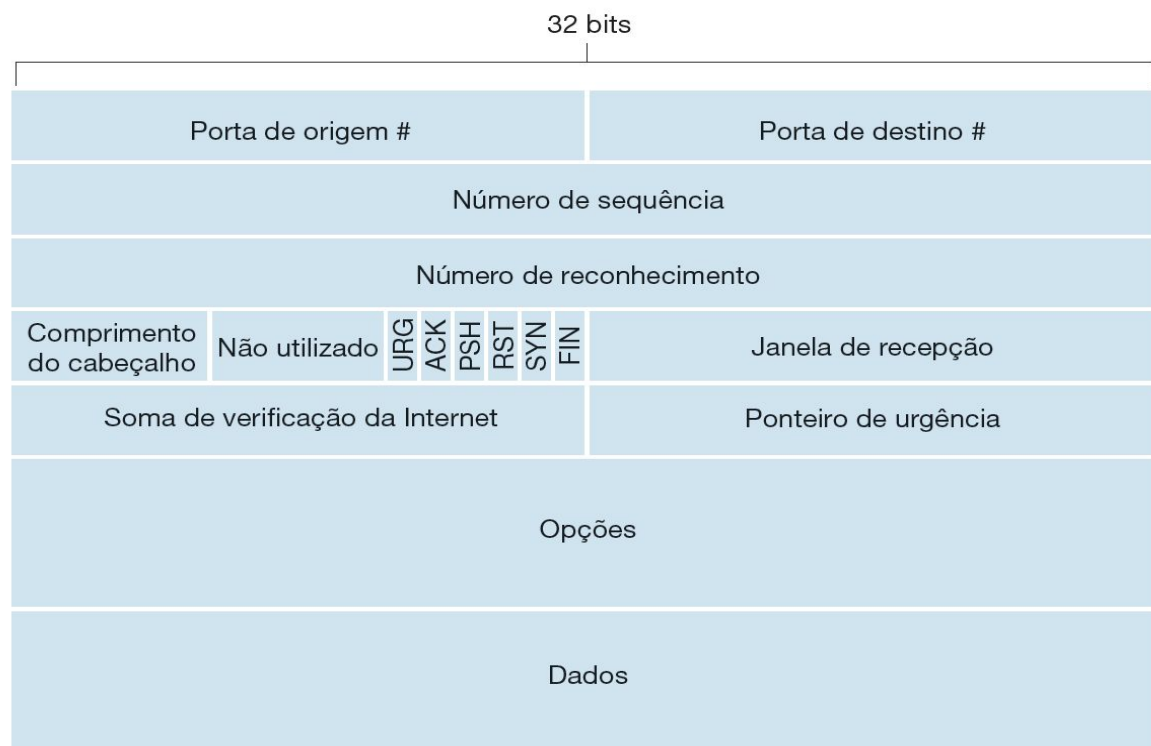 32 bits
Porta de origem #
Porta de destino #
Número de sequência
Número de reconhecimento
Comprimento
do cabeçalho
Não utilizado
URG
ACK
PSH
RST
SYN
FIN
Janela de recepção
Soma de verificação da Internet
Ponteiro de urgência
Opções
Dados